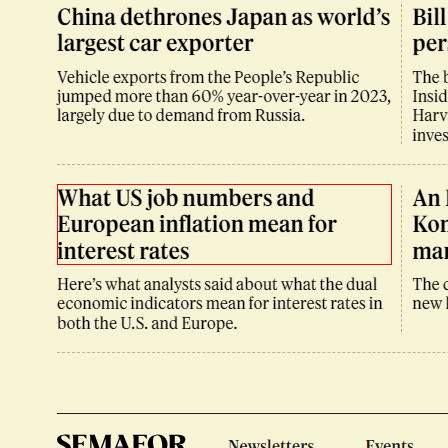 China dethrones Japan as world's
largest car exporter
Vehicle exports from the People's Republic
jumped more than 60% year-over-year in 2023,
largely due to demand from Russia.
What US job numbers and
European inflation mean for
interest rates
Here's what analysts said about what the dual
economic indicators mean for interest rates in
both the U.S. and Europe.
Bill
per
The b
Insid
Harv
inves
An
Kor
mar
The c
new
SEMAFOR
Newsletters
Events